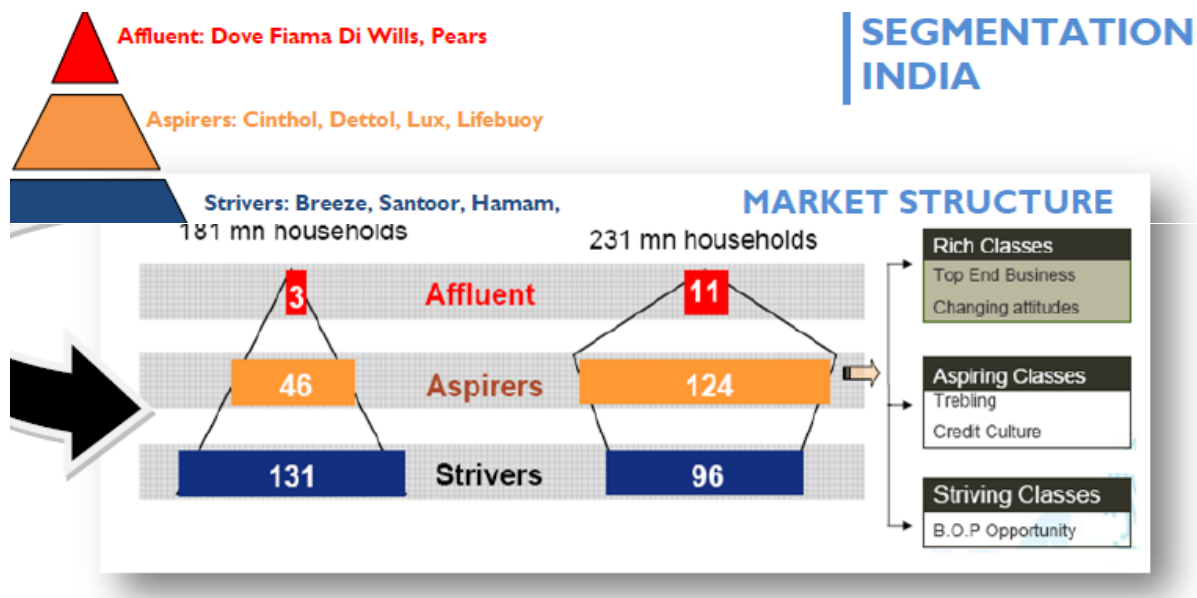 SEGMENTATION
INDIA
Affluent: Dove Fiama Di Wills, Pears
Aspirers: Cinthol, Dettol, Lux, Lifebuoy
Strivers: Breeze, Santoor, Hamam,
MARKET STRUCTURE
181 mn households
231 mn households
3
Affluent
11
46
Aspirers
124
131
Strivers
96
Rich Classes
Top End Business
Changing attitudes
Aspiring Classes
Trebling
Credit Culture
Striving Classes
B.O.P Opportunity